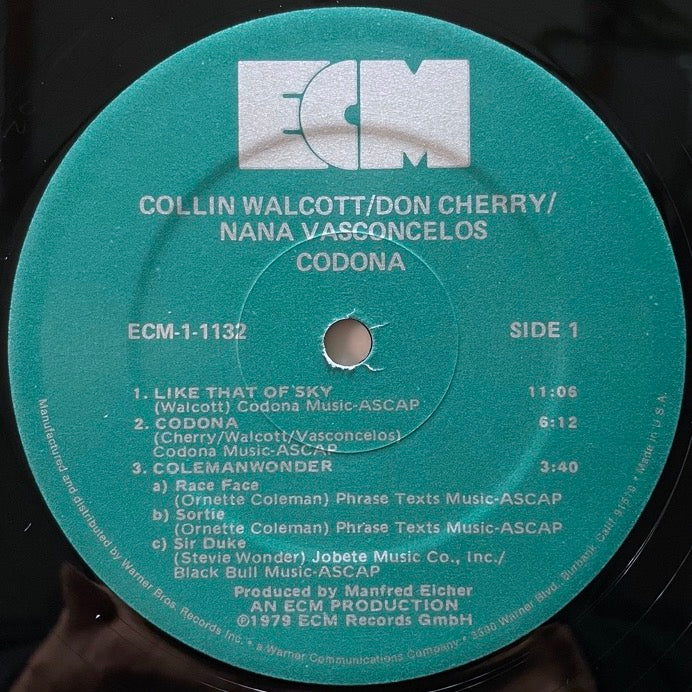 ECM
COLLIN WALCOTT/DON CHERRY/
NANA VASCONCELOS
CODONA
ECM-1-1132
SIDE 1
1. LIKE THAT OF SKY 11:06
(Walcott) Codona Music-ASCAP
2. CODONA 6:12
(Cherry/Walcott/Vasconcelos)
Codona Music-ASCAP
3. COLEMANWONDER 3:40
a) Race Face
(Ornette Coleman) Phrase Texts Music-ASCAP
b) Sortie
(Ornette Coleman) Phrase Texts Music-ASCAP
c) Sir Duke
(Stevie Wonder) Jobete Music Co., Inc./
Black Bull Music-ASCAP
Produced by Manfred Eicher
AN ECM PRODUCTION
℗1979 ECM Records GmbH
Manufactured and distributed by Warner Bros. Records Inc. • a Warner Communications Company • 3300 Warner Blvd., Burbank, Calif. 91510 • Made in U.S.A.